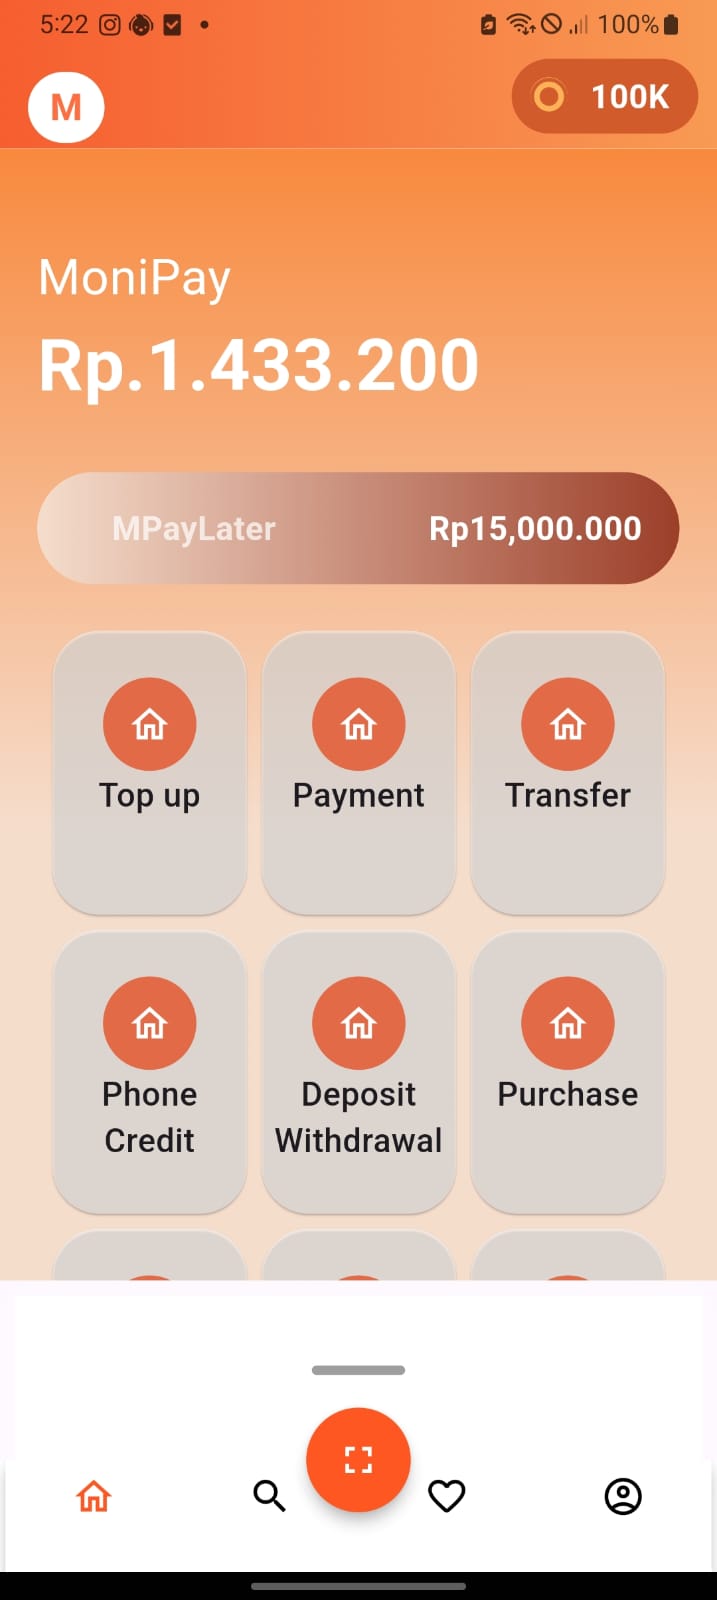 5:22 100%
M 100K
MoniPay
Rp.1.433.200
MPayLater Rp15,000.000
Top up Payment Transfer
Phone Credit Deposit Withdrawal Purchase